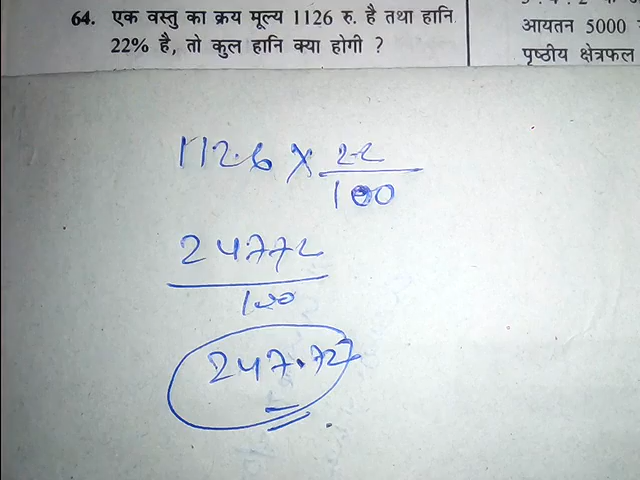 64. एक वस्तु का क्रय मूल्य 1126 रु. है तथा हानि
22% है, तो कुल हानि क्या होगी ?
आयतन 5000
पृष्ठीय क्षेत्रफल
1126 × 22
100
24772
100
247.72